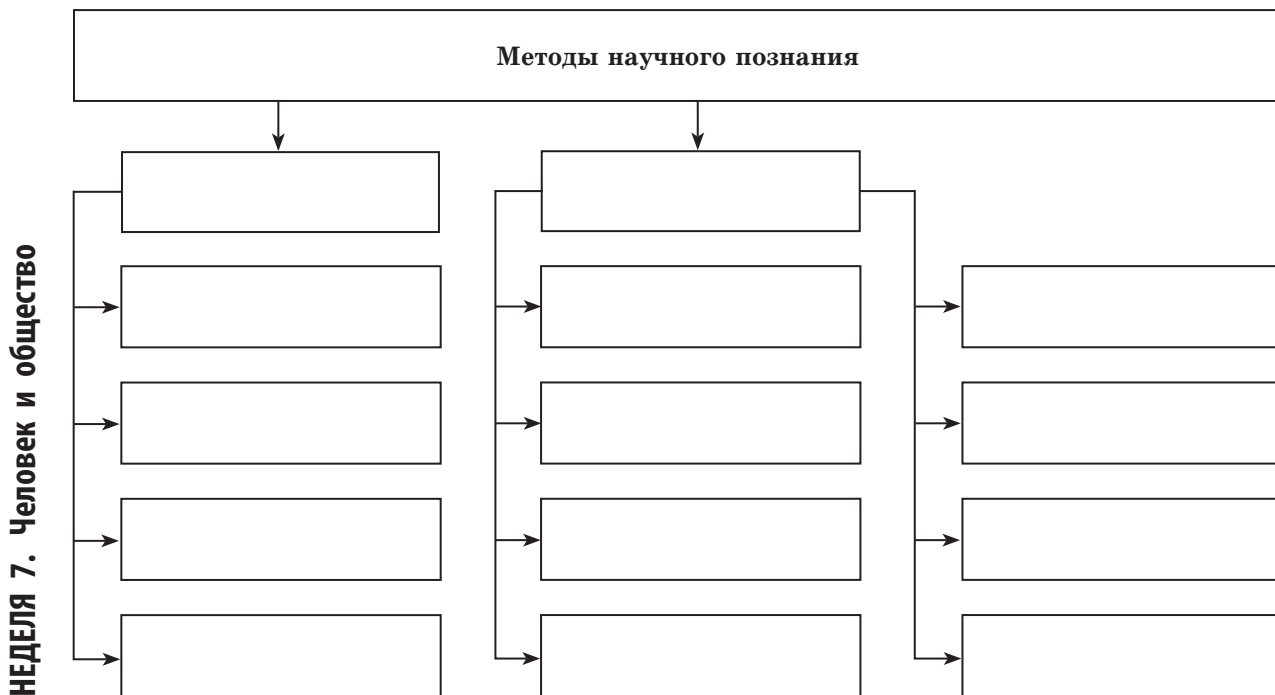 Методы научного познания
НЕДЕЛЯ 7. Человек и общество